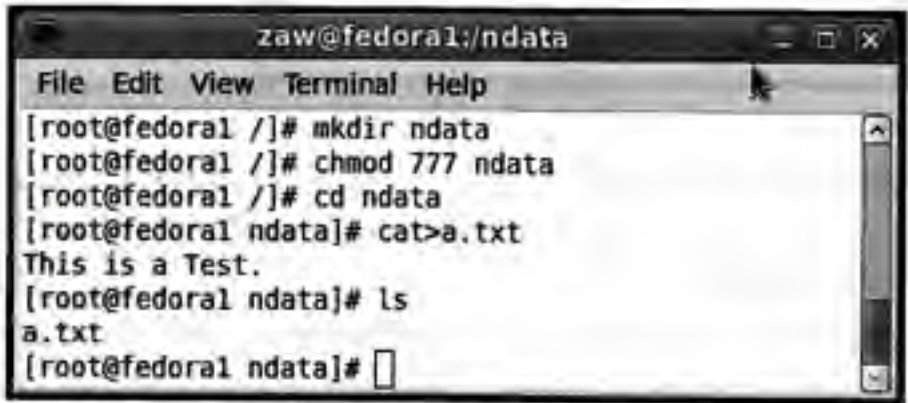 zaw@fedora1:/ndata
File Edit View Terminal Help
[root@fedora1 /]# mkdir ndata
[root@fedora1 /]# chmod 777 ndata
[root@fedora1 /]# cd ndata
[root@fedora1 ndata]# cat>a.txt
This is a Test.
[root@fedora1 ndata]# ls
a.txt
[root@fedora1 ndata]#